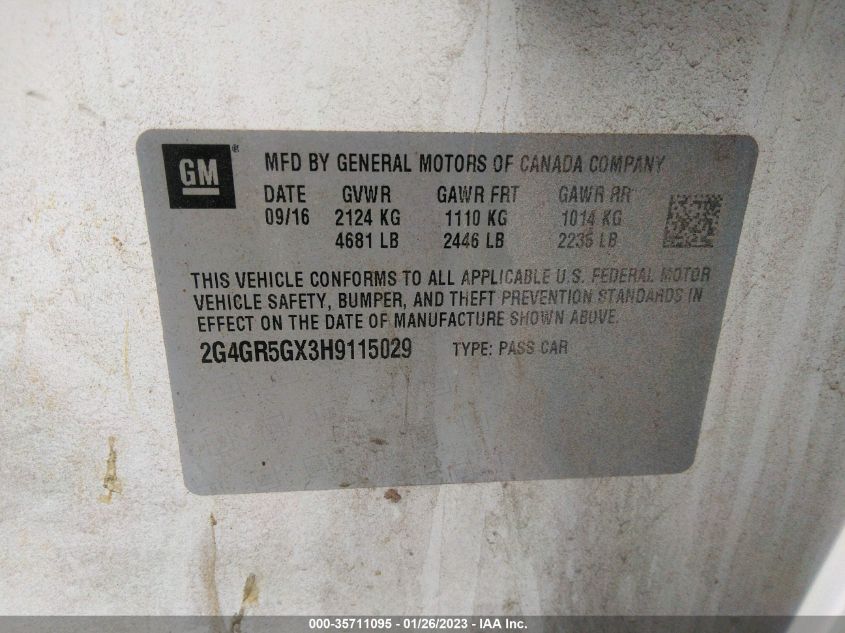 GM ® MFD BY GENERAL MOTORS OF CANADA COMPANY
DATE GVWR GAWR FRT GAWR RR
09/16 2124 KG 1110 KG 1014 KG
4681 LB 2446 LB 2235 LB
THIS VEHICLE CONFORMS TO ALL APPLICABLE U.S. FEDERAL MOTOR
VEHICLE SAFETY, BUMPER, AND THEFT PREVENTION STANDARDS IN
EFFECT ON THE DATE OF MANUFACTURE SHOWN ABOVE.
2G4GR5GX3H9115029 TYPE: PASS CAR
000-35711095 - 01/26/2023 - © IAA Inc.